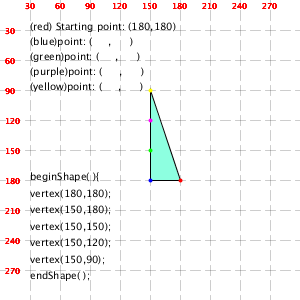 30 60 90 120 150 180 210 240 270
30
60
90
120
150
180
210
240
270
(red) Starting point: (180,180)
(blue)point: (    ,     )
(green)point: (    ,     )
(purple)point: (    ,     )
(yellow)point: (    ,     )
beginShape(){
vertex(180,180);
vertex(150,180);
vertex(150,150);
vertex(150,120);
vertex(150,90);
endShape();